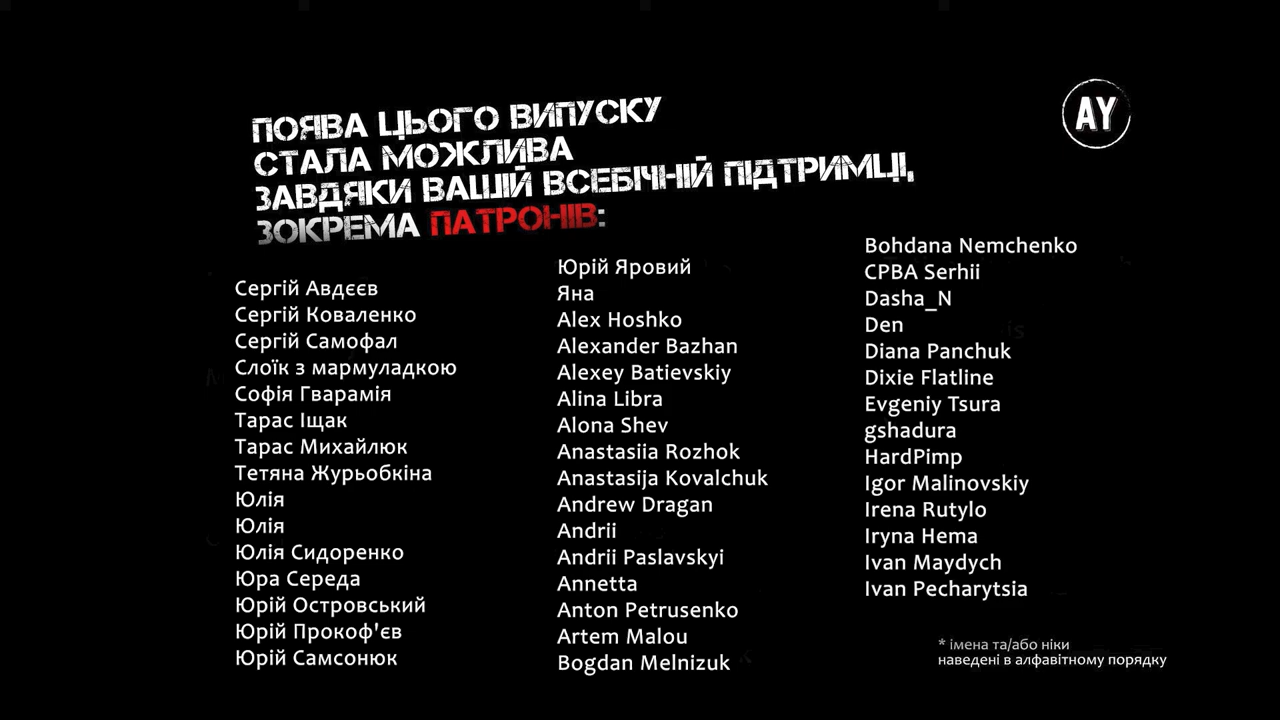 ПОЯВА ЦЬОГО ВИПУСКУ
СТАЛА МОЖЛИВА
ЗАВДЯКИ ВАШІЙ ВСЕБІЧНІЙ ПІДТРИМЦІ,
ЗОКРЕМА ПАТРОНІВ:
АУ
Сергій Авдєєв
Сергій Коваленко
Сергій Самофал
Слоїк з мармуладкою
Софія Гварамія
Тарас Іщак
Тарас Михайлюк
Тетяна Журьобкіна
Юлія
Юлія
Юлія Сидоренко
Юра Середа
Юрій Островський
Юрій Прокоф'єв
Юрій Самсонюк
Юрій Яровий
Яна
Alex Hoshko
Alexander Bazhan
Alexey Batievskiy
Alina Libra
Alona Shev
Anastasiia Rozhok
Anastasija Kovalchuk
Andrew Dragan
Andrii
Andrii Paslavskyi
Annetta
Anton Petrusenko
Artem Malou
Bogdan Melnizuk
Bohdana Nemchenko
CPBA Serhii
Dasha_N
Den
Diana Panchuk
Dixie Flatline
Evgeniy Tsura
gshadura
HardPimp
Igor Malinovskiy
Irena Rutylo
Iryna Hema
Ivan Maydych
Ivan Pecharytsia
* імена та/або ніки
наведені в алфавітному порядку